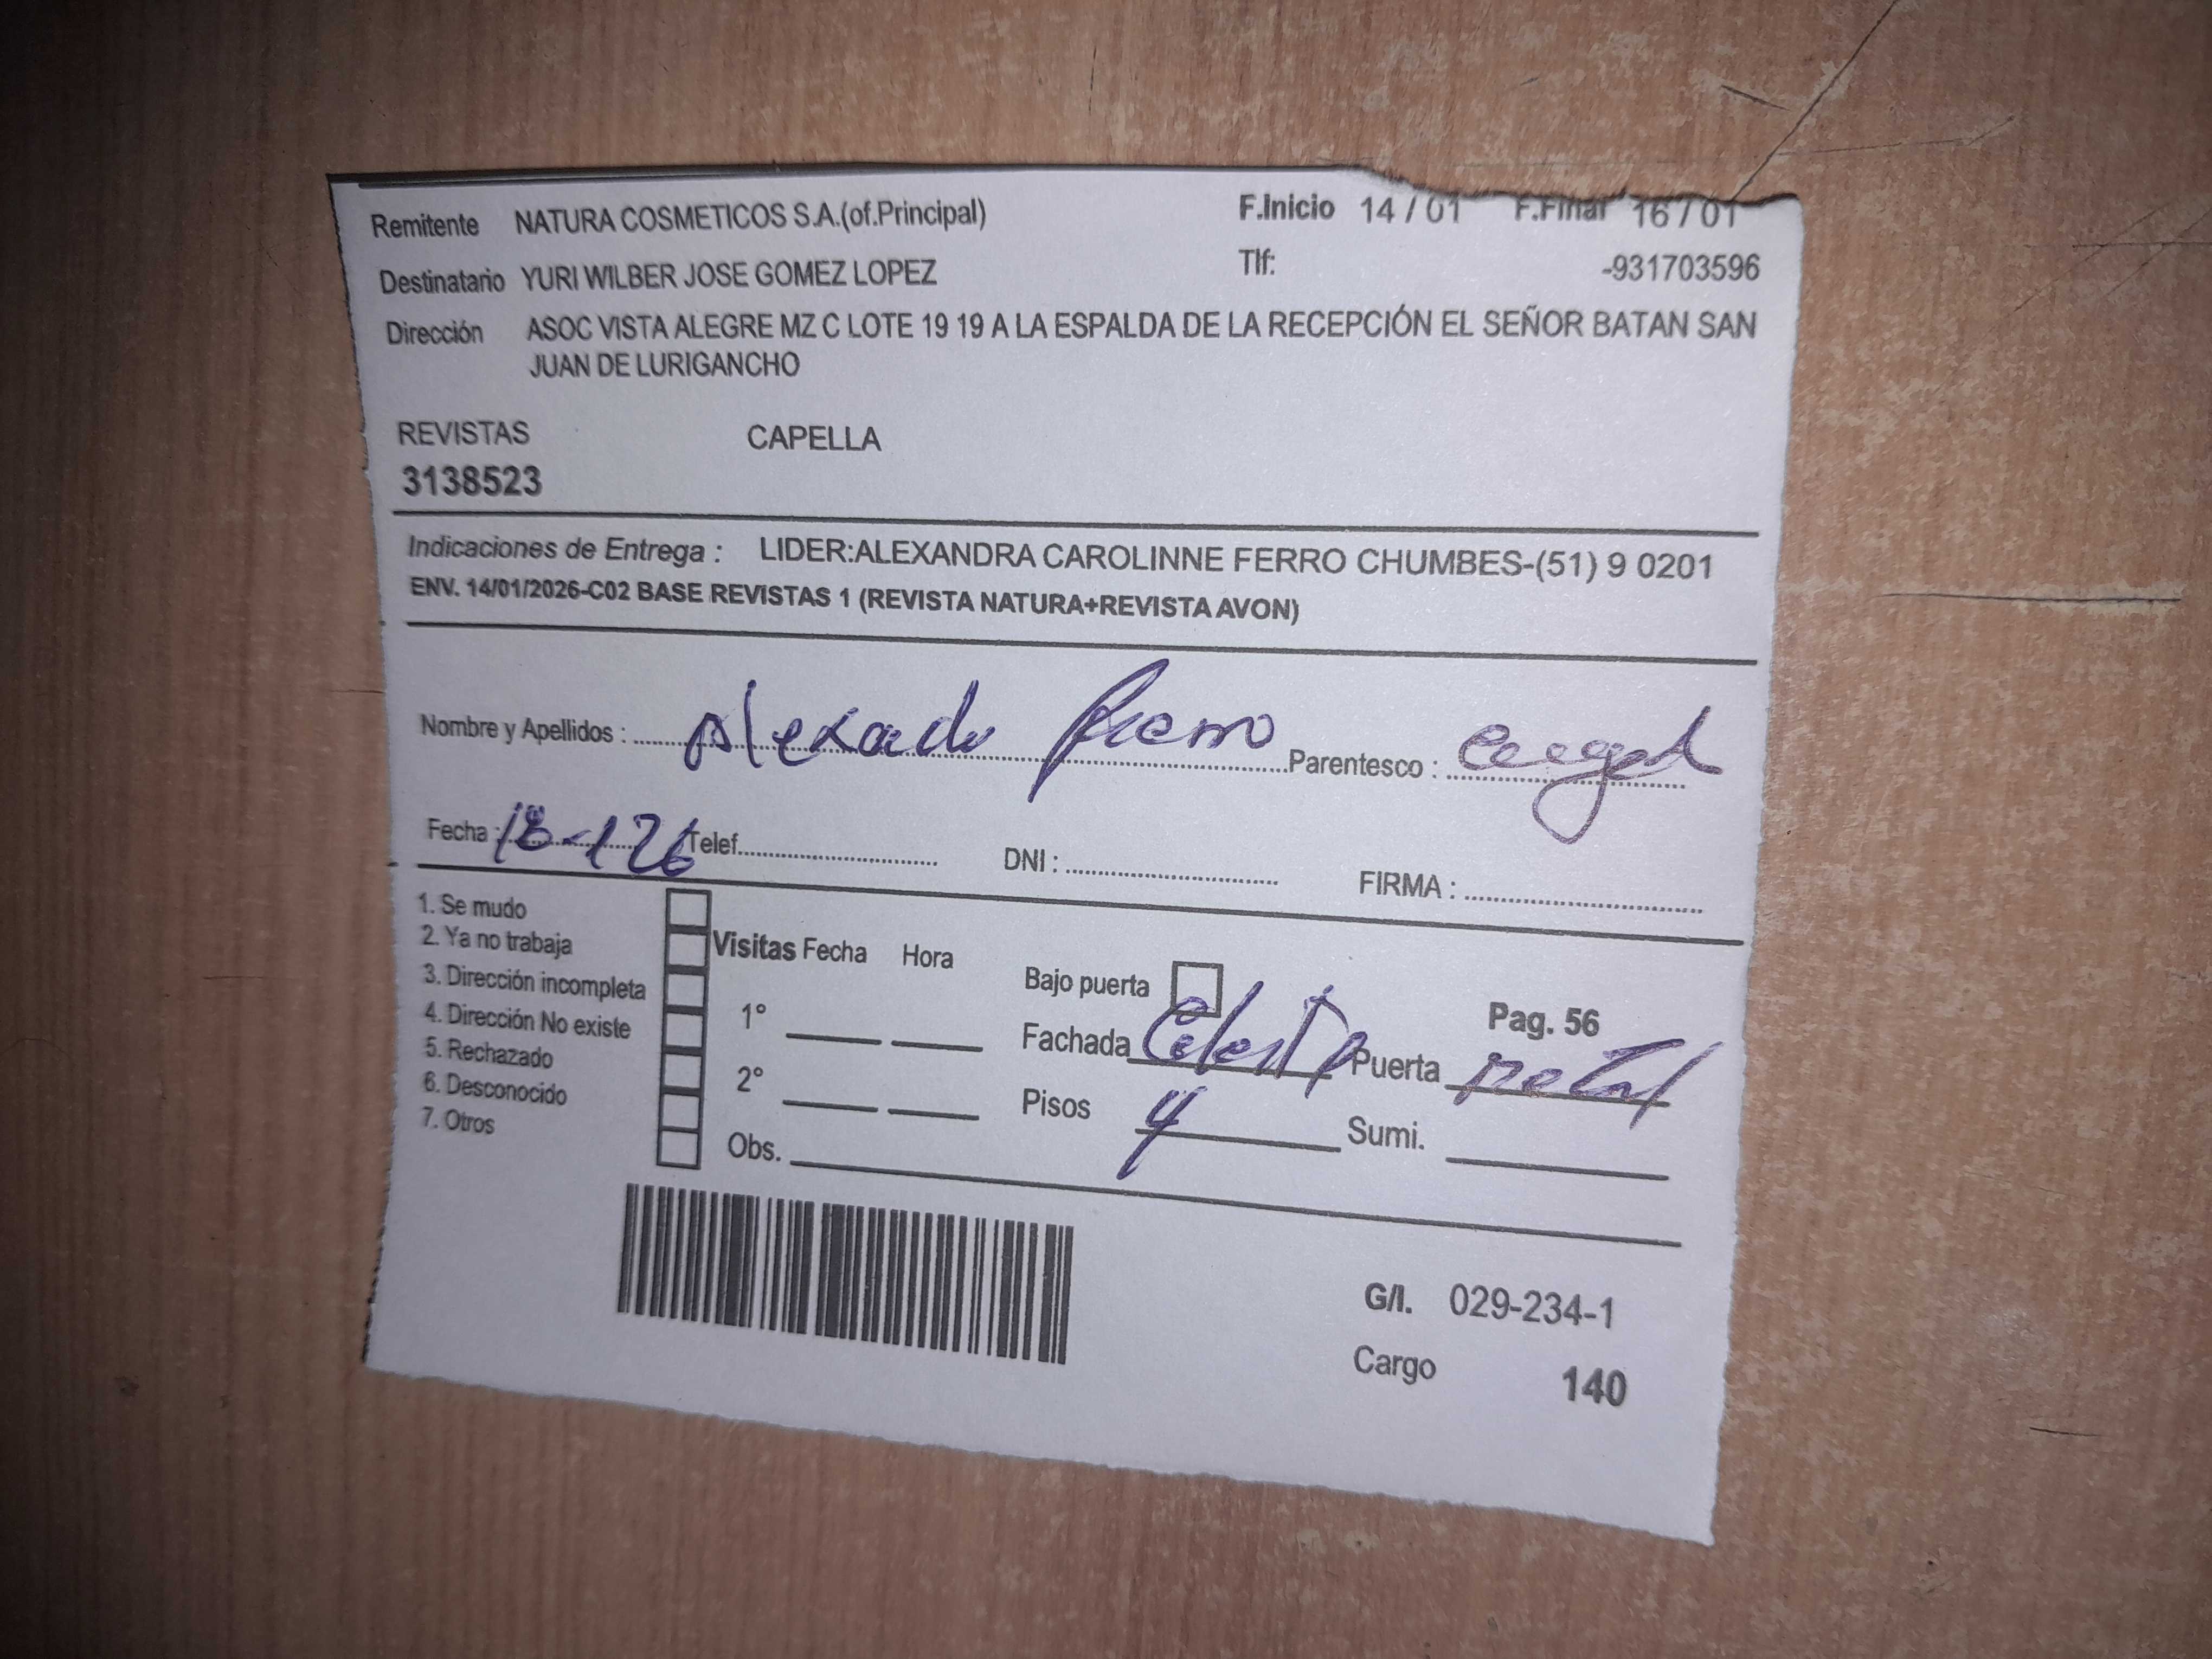 Remitente NATURA COSMETICOS S.A.(of.Principal) F.Inicio 14 / 01 F.Final 16 / 01
Destinatario YURI WILBER JOSE GOMEZ LOPEZ Tlf: -931703596
Dirección ASOC VISTA ALEGRE MZ C LOTE 19 19 A LA ESPALDA DE LA RECEPCIÓN EL SEÑOR BATAN SAN
JUAN DE LURIGANCHO
REVISTAS CAPELLA
3138523
Indicaciones de Entrega : LIDER:ALEXANDRA CAROLINNE FERRO CHUMBES-(51) 9 0201
ENV. 14/01/2026-C02 BASE REVISTAS 1 (REVISTA NATURA+REVISTA AVON)
Nombre y Apellidos : Parentesco :
Fecha : Telef. DNI : FIRMA :
1. Se mudo
2. Ya no trabaja
3. Dirección incompleta
4. Dirección No existe
5. Rechazado
6. Desconocido
7. Otros
Visitas Fecha Hora
1°
2°
Obs.
Bajo puerta Pag. 56
Fachada Celeste Puerta metal
Pisos 4 Sumi.
G/I. 029-234-1
Cargo 140